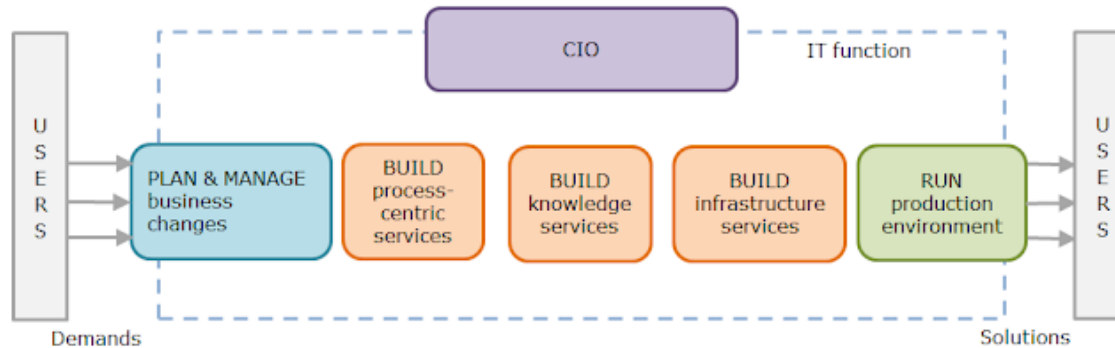 CIO
IT function
U
S
E
R
S
PLAN & MANAGE
business
changes
BUILD
process-
centric
services
BUILD
knowledge
services
BUILD
infrastructure
services
RUN
production
environment
U
S
E
R
S
Demands
Solutions